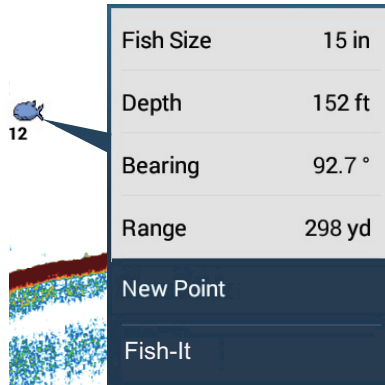 12
Fish Size 15 in
Depth 152 ft
Bearing 92.7 °
Range 298 yd
New Point
Fish-It